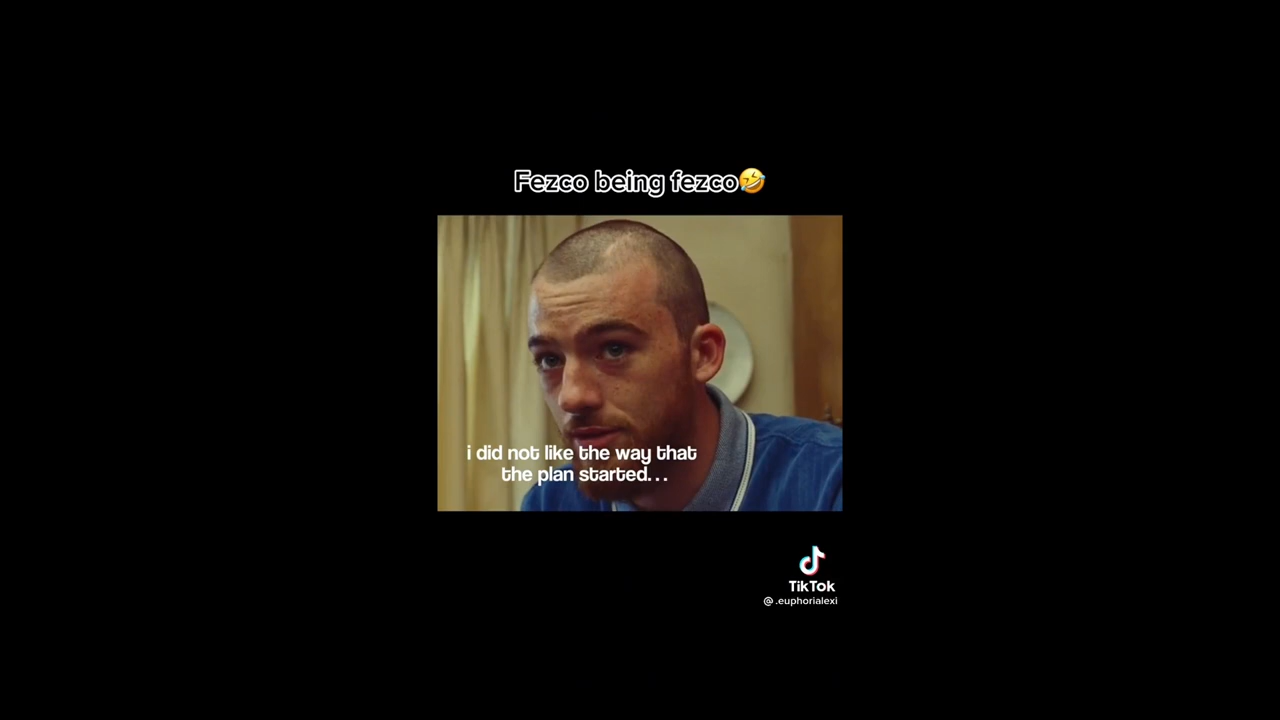 Fezco being fezco🤣
i did not like the way that
the plan started...
TikTok
@.euphorialexi